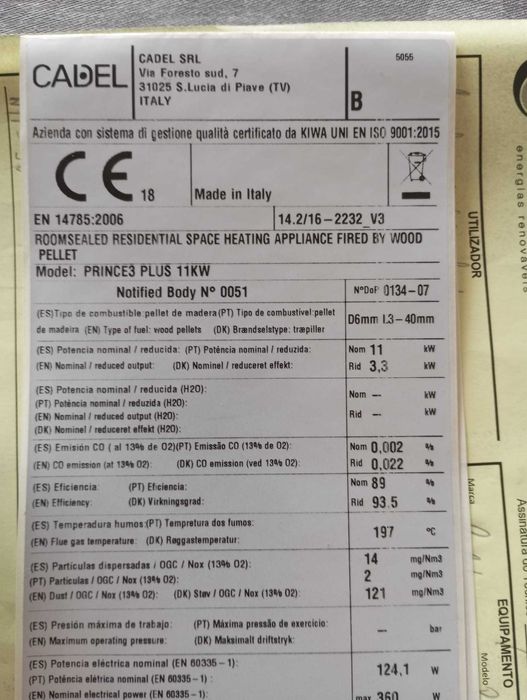 CADEL
CADEL SRL
Via Foresto sud, 7
31025 S.Lucia di Piave (TV)
ITALY
5055
B
Azienda con sistema di gestione qualità certificato da KIWA UNI EN ISO 9001:2015
CE 18
Made in Italy
EN 14785:2006
14.2/16-2232_V3
ROOMSEALED RESIDENTIAL SPACE HEATING APPLIANCE FIRED BY WOOD
PELLET
Model: PRINCE3 PLUS 11KW
Notified Body N° 0051
N°DoP 0134-07
(ES)Tipo de combustible:pellet de madera(PT) Tipo de combustivel:pellet
de madeira (EN) Type of fuel: wood pellets (DK) Brændselstype: træpiller
D6mm L3-40mm
(ES) Potencia nominal / reducida: (PT) Potência nominal / reduzida:
(EN) Nominal / reduced output: (DK) Nominel / reduceret effekt:
Nom 11 kW
Rid 3,3 kW
(ES) Potencia nominal / reducida (H2O):
(PT) Potência nominal / reduzida (H2O):
(EN) Nominal / reduced output (H2O):
(DK) Nominel / reduceret effekt (H2O):
Nom -- kW
Rid -- kW
(ES) Emisión CO ( al 13% de O2)(PT) Emissão CO (13% de O2):
(EN) CO emission (at 13% O2): (DK) CO emission (ved 13% O2):
Nom 0,002 %
Rid 0,022 %
(ES) Eficiencia: (PT) Eficiencia:
(EN) Efficiency: (DK) Virkningsgrad:
Nom 89 %
Rid 93.5 %
(ES) Temperadura humos(PT) Tempretura dos fumos:
(EN) Flue gas temperature: (DK) Røggastemperatur:
197 °C
(ES) Partículas dispersadas / OGC / Nox (13% O2):
(PT) Particulas / OGC / Nox (13% O2):
(EN) Dust / OGC / Nox (13% O2): (DK) Støv / OGC / Nox (13% O2):
14 mg/Nm3
2 mg/Nm3
121 mg/Nm3
(ES) Presión máxima de trabajo: (PT) Máxima pressão de exercicio:
(EN) Maximum operating pressure: (DK) Maksimalt driftstryk:
-- bar
(ES) Potencia eléctrica nominal (EN 60335-1):
(PT) Potência elétrica nominal (EN 60335-1):
(EN) Nominal electrical power (EN 60335-1):
124,1 W
max 360 W
energias renováveis
UTILIZADOR
Marca
EQUIPAMENTO
Modelo
Assinatura do